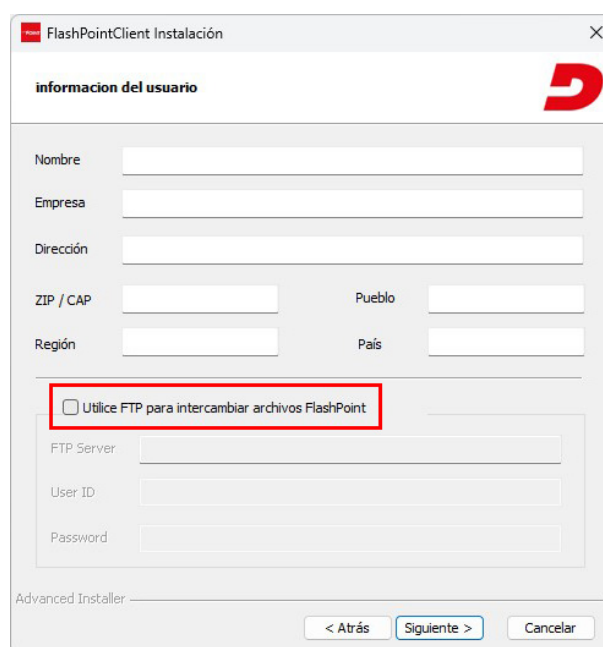 FlashPointClient Instalación
informacion del usuario
Nombre
Empresa
Dirección
ZIP / CAP Pueblo
Región País
Utilice FTP para intercambiar archivos FlashPoint
FTP Server
User ID
Password
Advanced Installer
< Atrás Siguiente > Cancelar